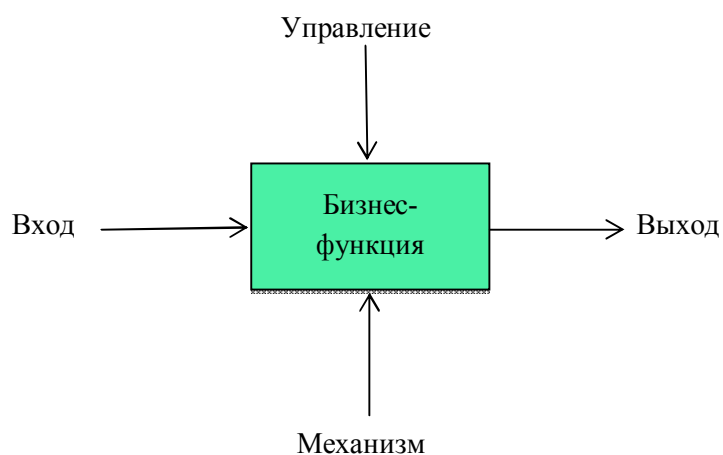 Управление
Вход
Бизнес-
функция
Выход
Механизм